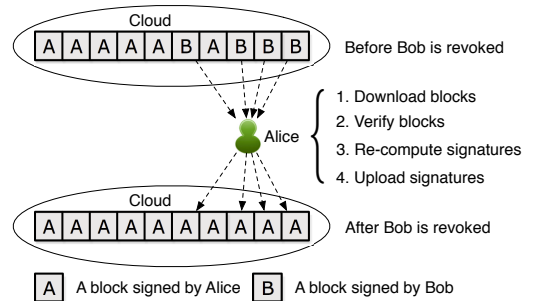 Cloud
A A A A A B A B B B
Before Bob is revoked
1. Download blocks
2. Verify blocks
Alice
3. Re-compute signatures
4. Upload signatures
Cloud
A A A A A A A A A A
After Bob is revoked
A A block signed by Alice B A block signed by Bob